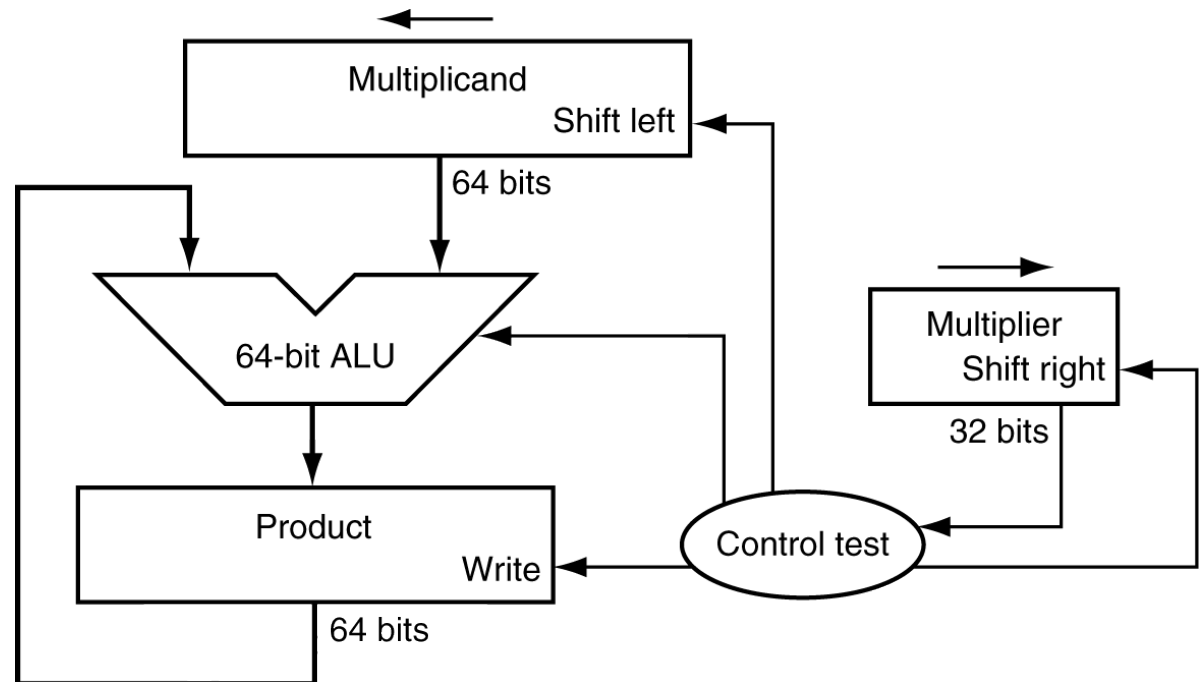 Multiplicand
Shift left
64 bits
64-bit ALU
Multiplier
Shift right
32 bits
Product
Write
Control test
64 bits